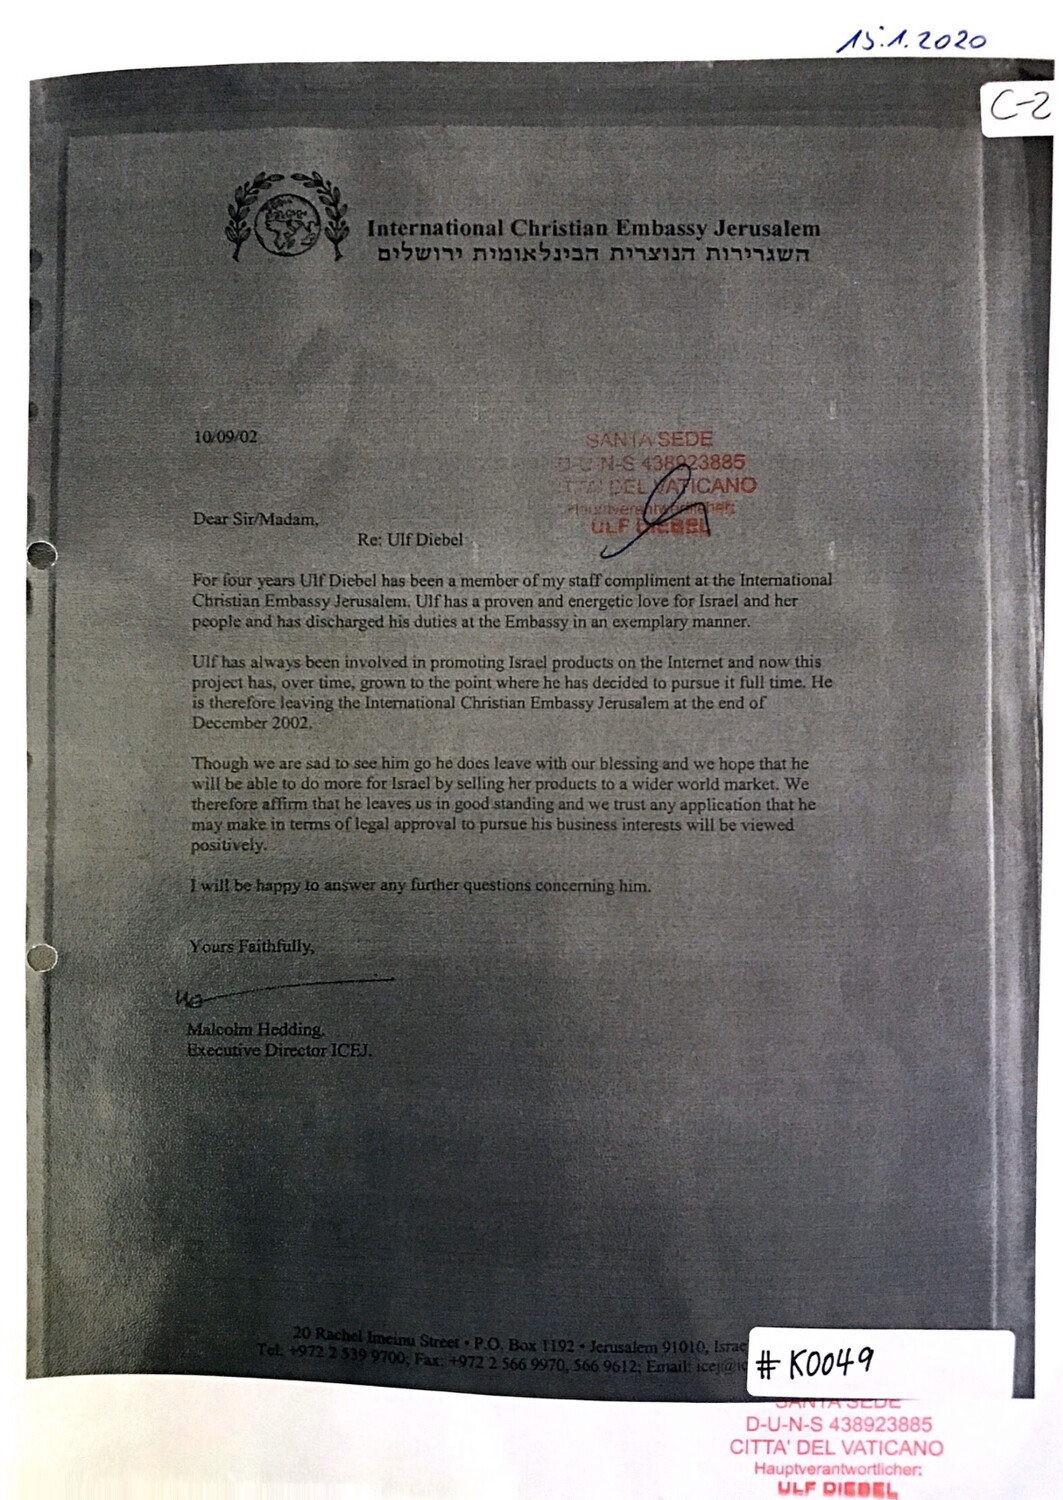 15.1.2020
C-2
International Christian Embassy Jerusalem
השגרירות הנוצרית הבינלאומית ירושלים
10/09/02
SANTA SEDE
D-U-N-S 438923885
CITTA' DEL VATICANO
Hauptverantwortlicher:
ULF DIEBEL
Dear Sir/Madam,
Re: Ulf Diebel
For four years Ulf Diebel has been a member of my staff compliment at the International
Christian Embassy Jerusalem. Ulf has a proven and energetic love for Israel and her
people and has discharged his duties at the Embassy in an exemplary manner.
Ulf has always been involved in promoting Israel products on the Internet and now this
project has, over time, grown to the point where he has decided to pursue it full time. He
is therefore leaving the International Christian Embassy Jerusalem at the end of
December 2002.
Though we are sad to see him go he does leave with our blessing and we hope that he
will be able to do more for Israel by selling her products to a wider world market. We
therefore affirm that he leaves us in good standing and we trust any application that he
may make in terms of legal approval to pursue his business interests will be viewed
positively.
I will be happy to answer any further questions concerning him.
Yours Faithfully,
Malcolm Hedding.
Executive Director ICEJ.
20 Rachel Imeinu Street • P.O. Box 1192 • Jerusalem 91010, Israe
Tel: +972 2 539 9700; Fax: +972 2 566 9970, 566 9612; Email: icej@ic
# K0049
SANTA SEDE
D-U-N-S 438923885
CITTA' DEL VATICANO
Hauptverantwortlicher:
ULF DIEBEL